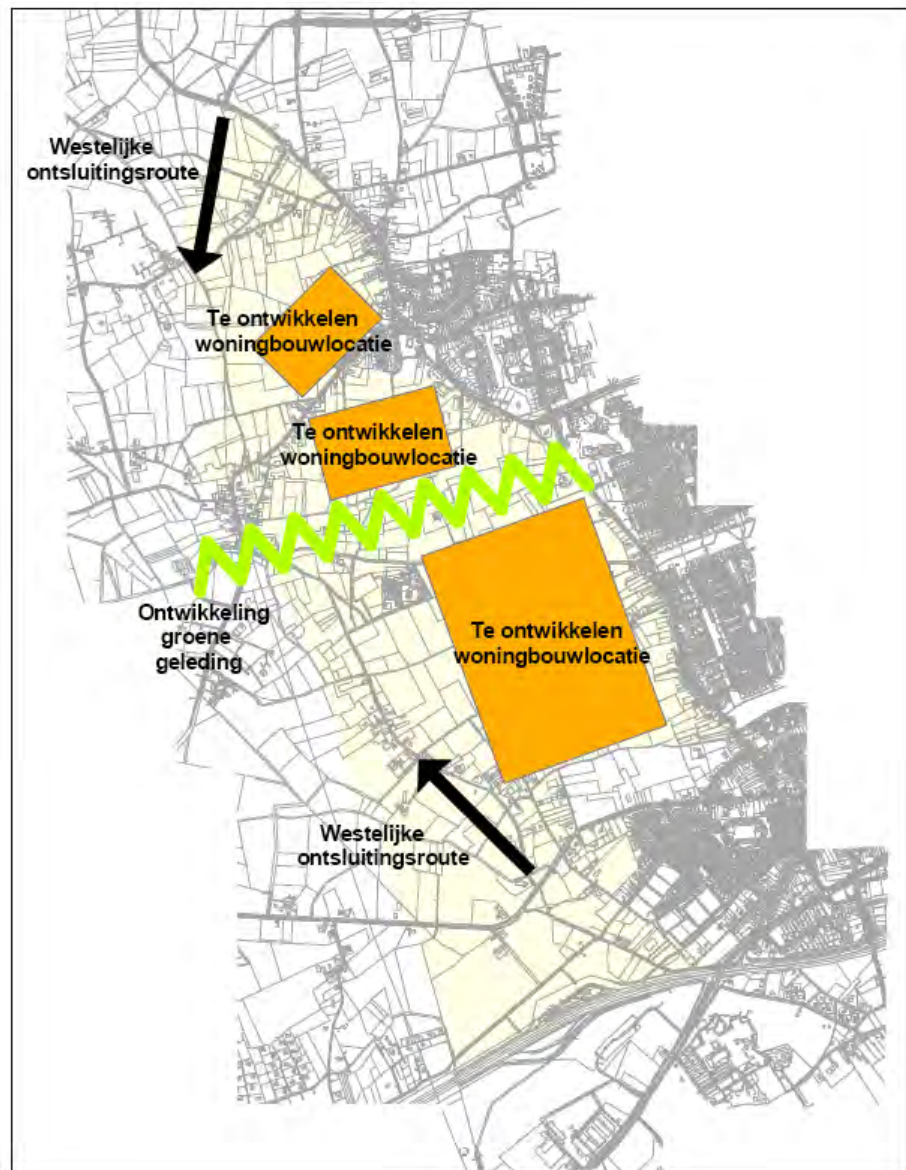 Westelijke
ontsluitingsroute
Te ontwikkelen
woningbouwlocatie
Te ontwikkelen
woningbouwlocatie
Ontwikkeling
groene
geleding
Te ontwikkelen
woningbouwlocatie
Westelijke
ontsluitingsroute